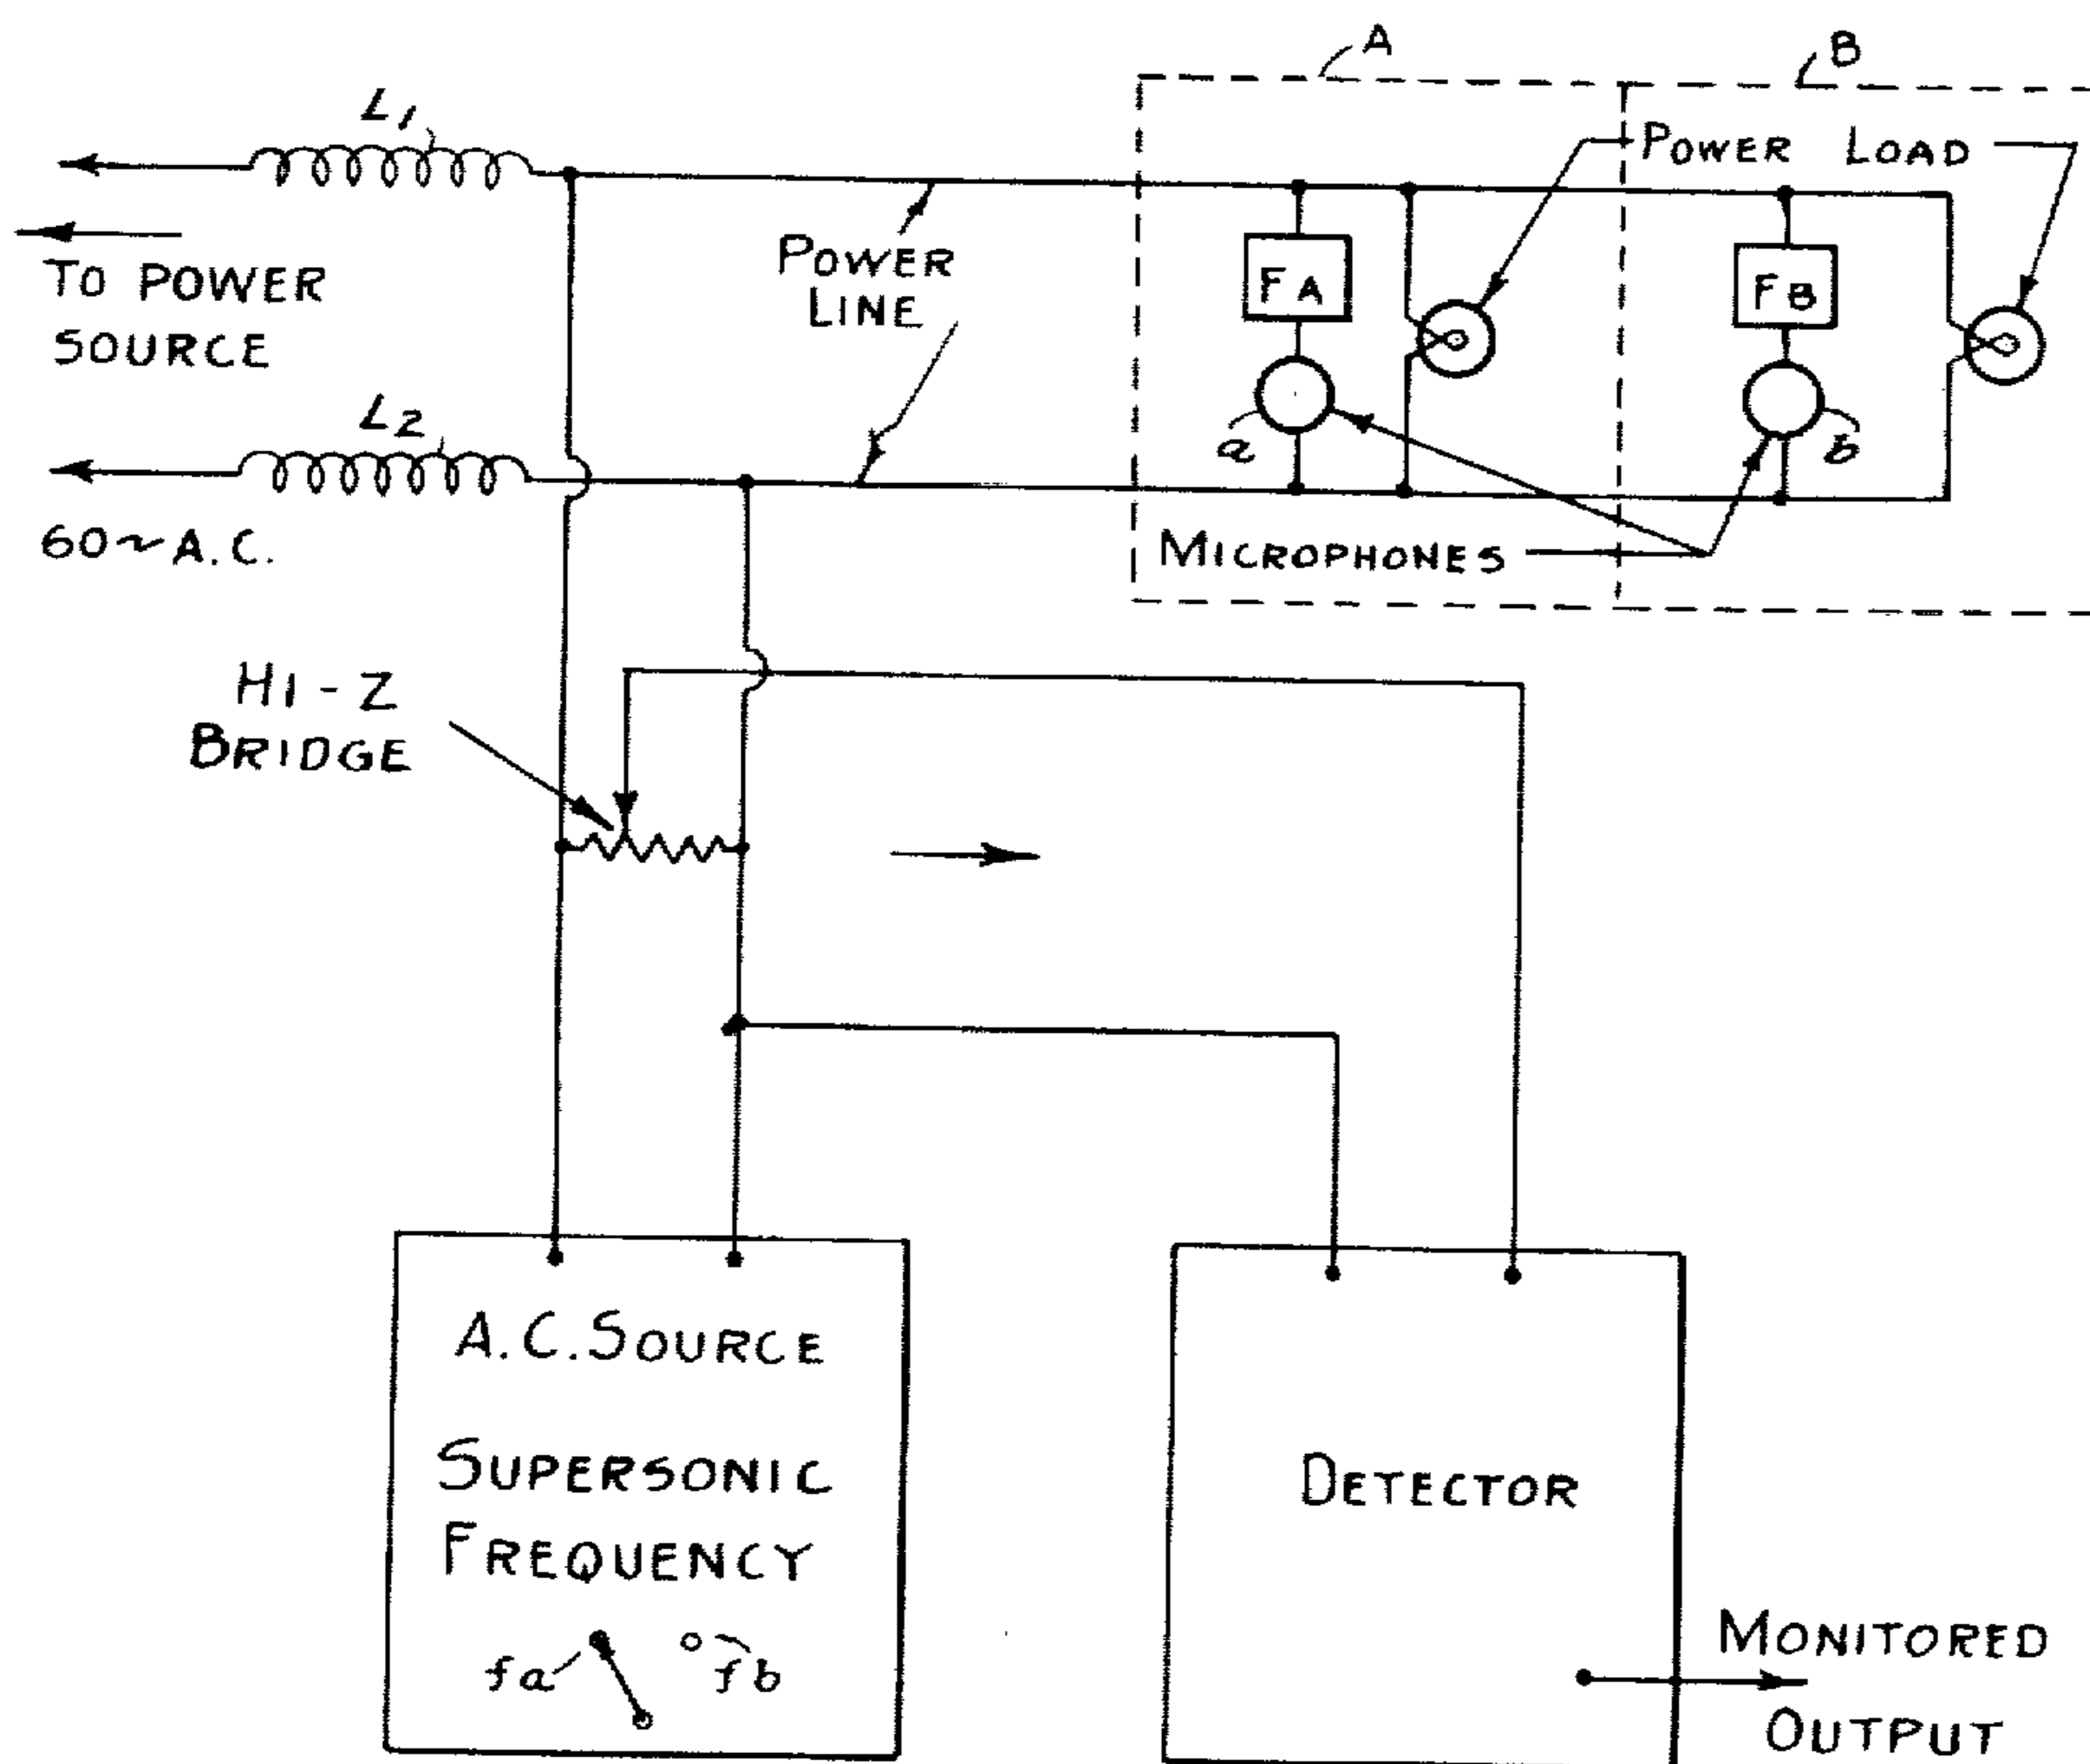 A
B
L1
POWER LOAD
TO POWER
SOURCE
POWER
LINE
FA
FB
L2
a
b
60~A.C.
MICROPHONES
HI-Z
BRIDGE
A.C. SOURCE
SUPERSONIC
FREQUENCY
fa
fb
DETECTOR
MONITORED
OUTPUT